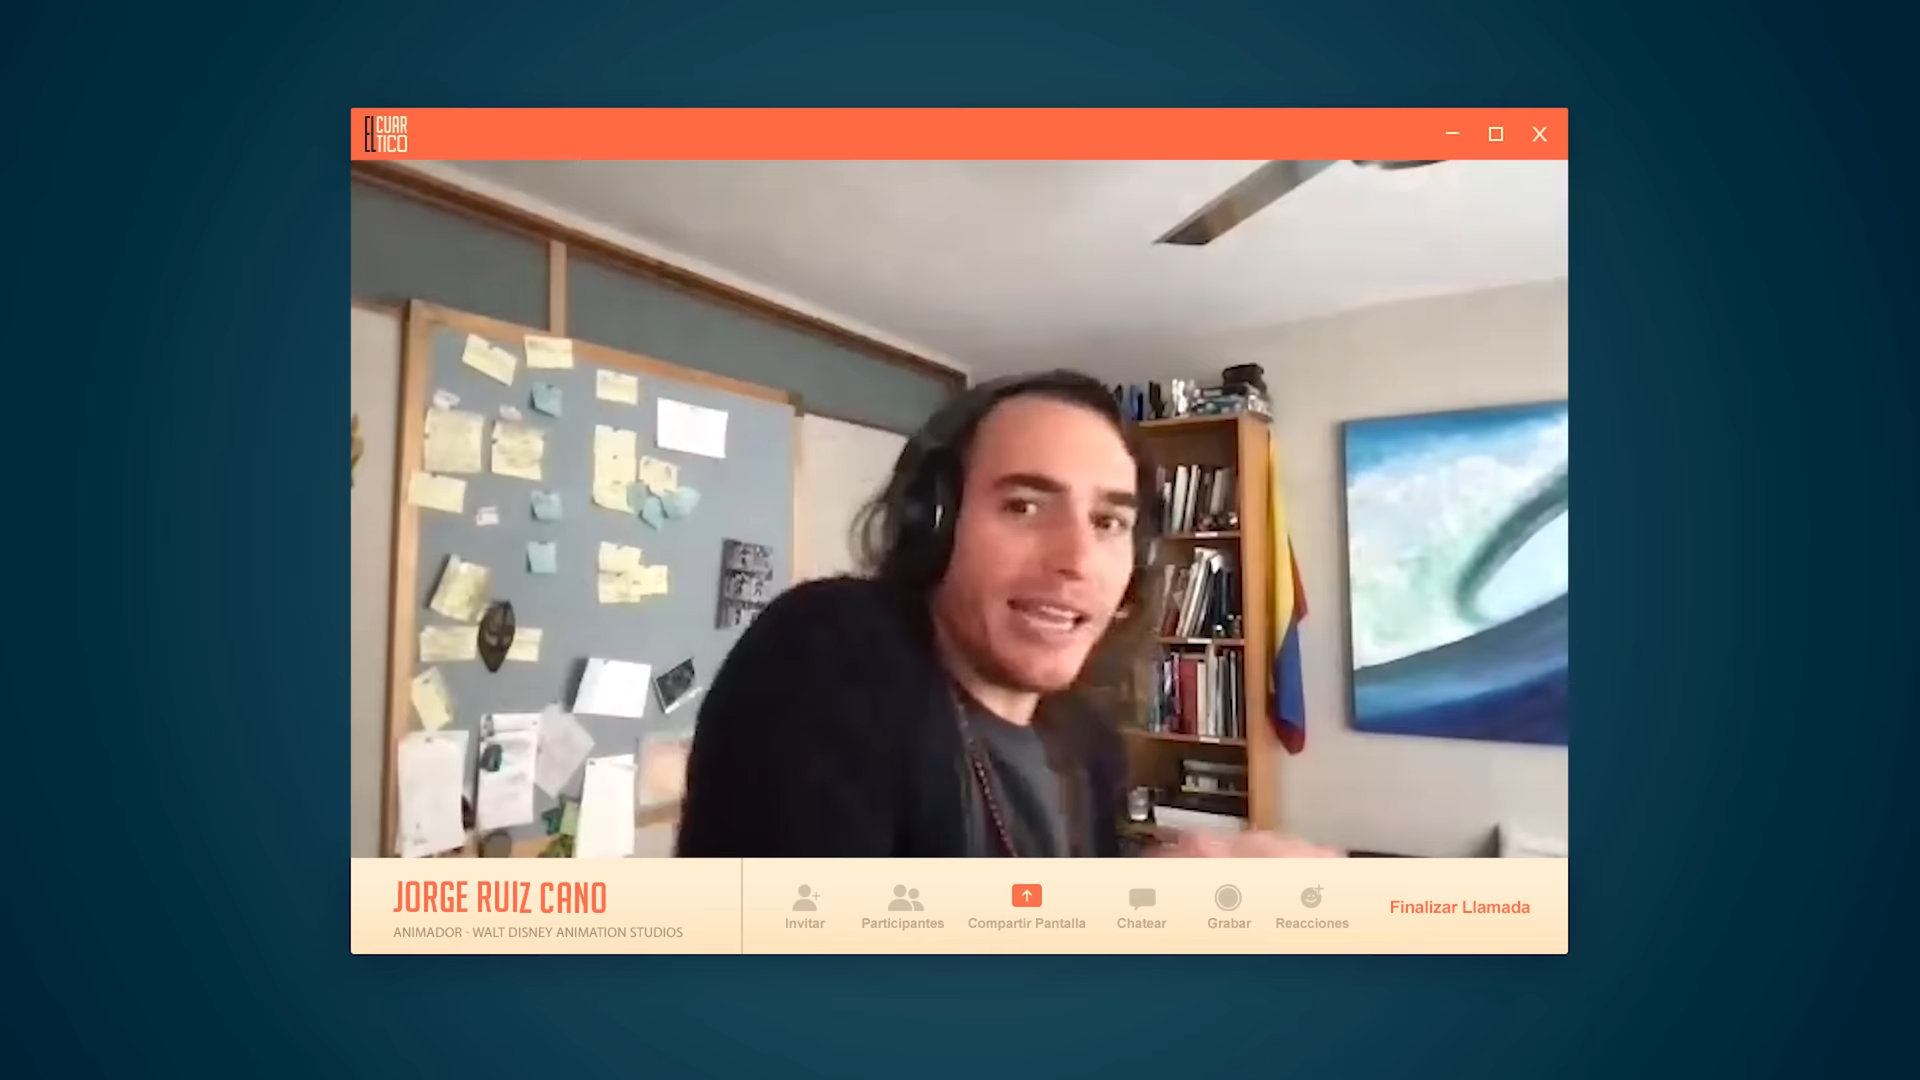 EL CUAR
TICO
JORGE RUIZ CANO
ANIMADOR - WALT DISNEY ANIMATION STUDIOS
Invitar
Participantes
Compartir Pantalla
Chatear
Grabar
Reacciones
Finalizar Llamada